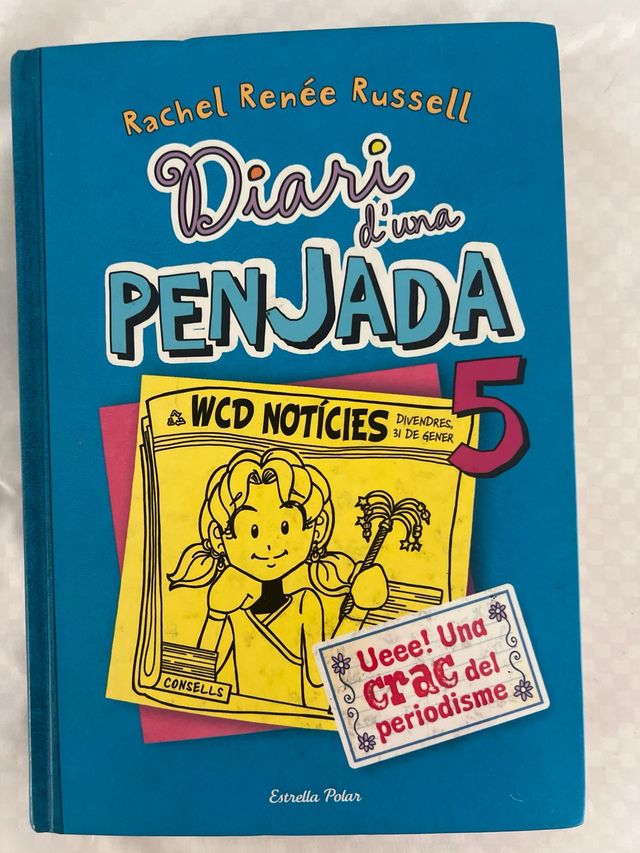 Rachel Renée Russell
Diari
d'una
PENJADA
5
WCD NOTÍCIES
DIVENDRES,
31 DE GENER
CONSELLS
Ueee! Una
crac del
periodisme
Estrella Polar